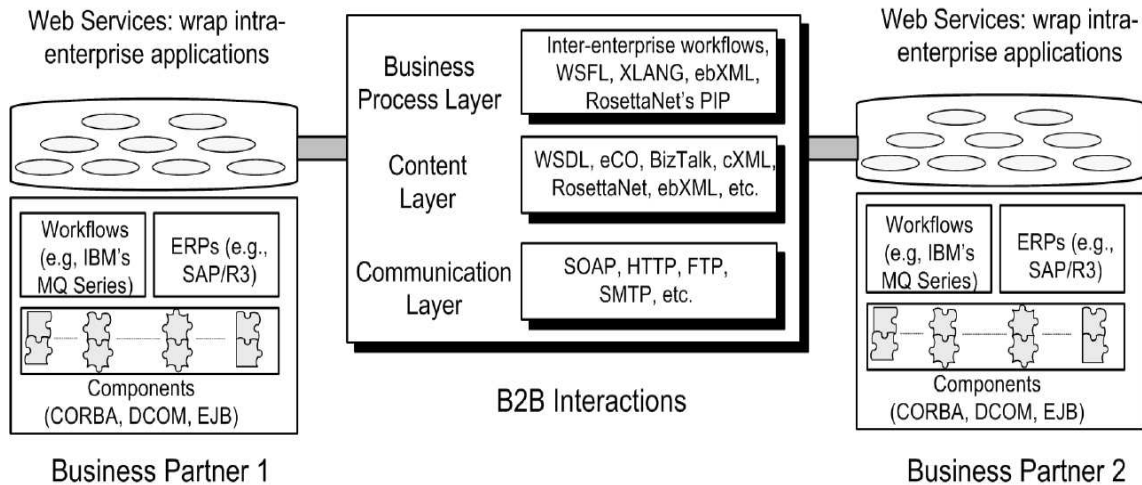 Web Services: wrap intra-
enterprise applications
Workflows
(e.g, IBM's
MQ Series)
ERPs (e.g.,
SAP/R3)
Components
(CORBA, DCOM, EJB)
Business Partner 1
Business
Process Layer
Inter-enterprise workflows,
WSFL, XLANG, ebXML,
RosettaNet's PIP
Content
Layer
WSDL, eCO, BizTalk, cXML,
RosettaNet, ebXML, etc.
Communication
Layer
SOAP, HTTP, FTP,
SMTP, etc.
B2B Interactions
Web Services: wrap intra-
enterprise applications
Workflows
(e.g, IBM's
MQ Series)
ERPs (e.g.,
SAP/R3)
Components
(CORBA, DCOM, EJB)
Business Partner 2